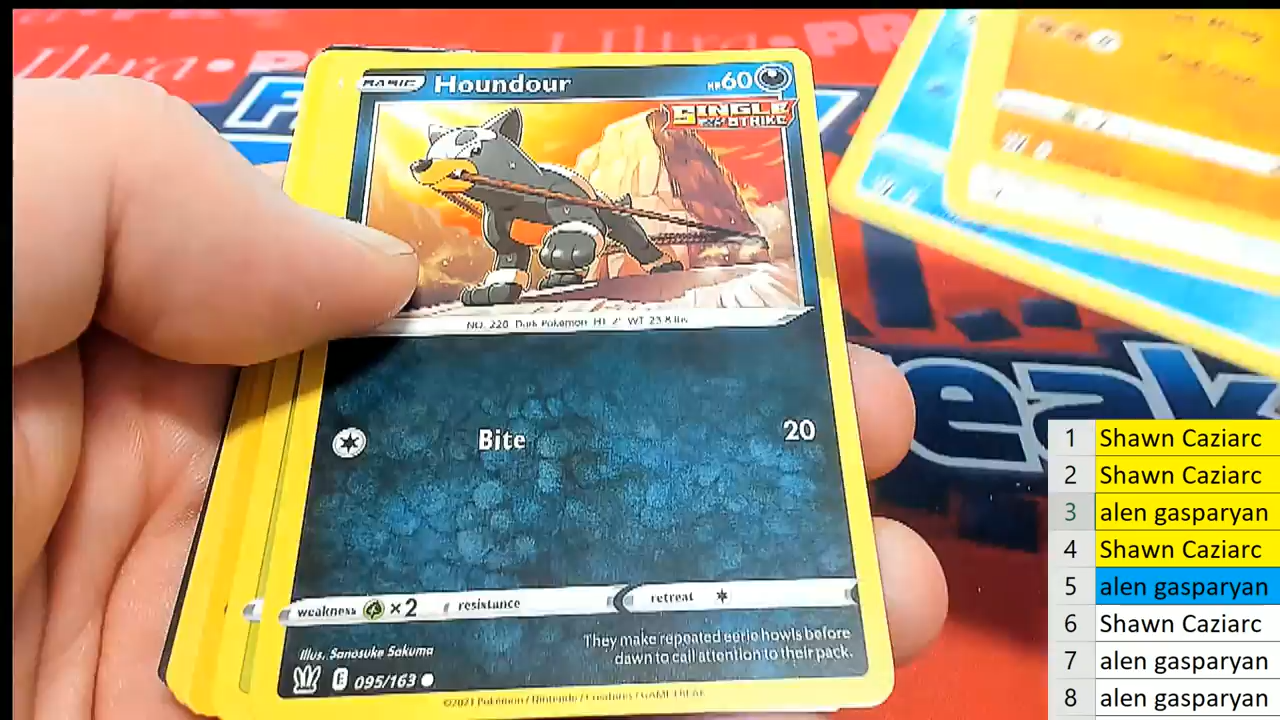 Ultra PRO
BASIC Houndour HP60
SINGLE STRIKE
NO. 228 Dark Pokémon HT 2' WT 23.8 lbs
Bite 20
weakness ×2 resistance retreat
They make repeated eerie howls before
dawn to call attention to their pack.
Illus. Sanosuke Sakuma
E 095/163
©2021 Pokémon / Nintendo / Creatures / GAME FREAK
1 Shawn Caziarc
2 Shawn Caziarc
3 alen gasparyan
4 Shawn Caziarc
5 alen gasparyan
6 Shawn Caziarc
7 alen gasparyan
8 alen gasparyan